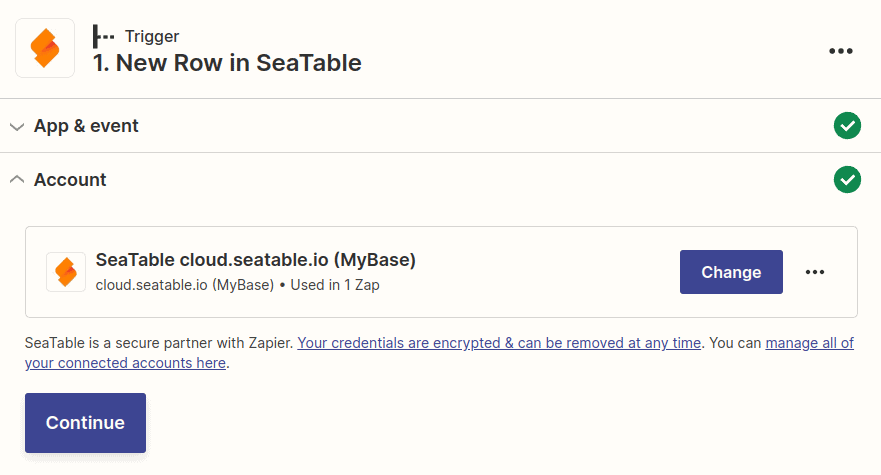 Trigger
1. New Row in SeaTable
App & event
Account
SeaTable cloud.seatable.io (MyBase)
cloud.seatable.io (MyBase) • Used in 1 Zap
Change
SeaTable is a secure partner with Zapier. Your credentials are encrypted & can be removed at any time. You can manage all of
your connected accounts here.
Continue